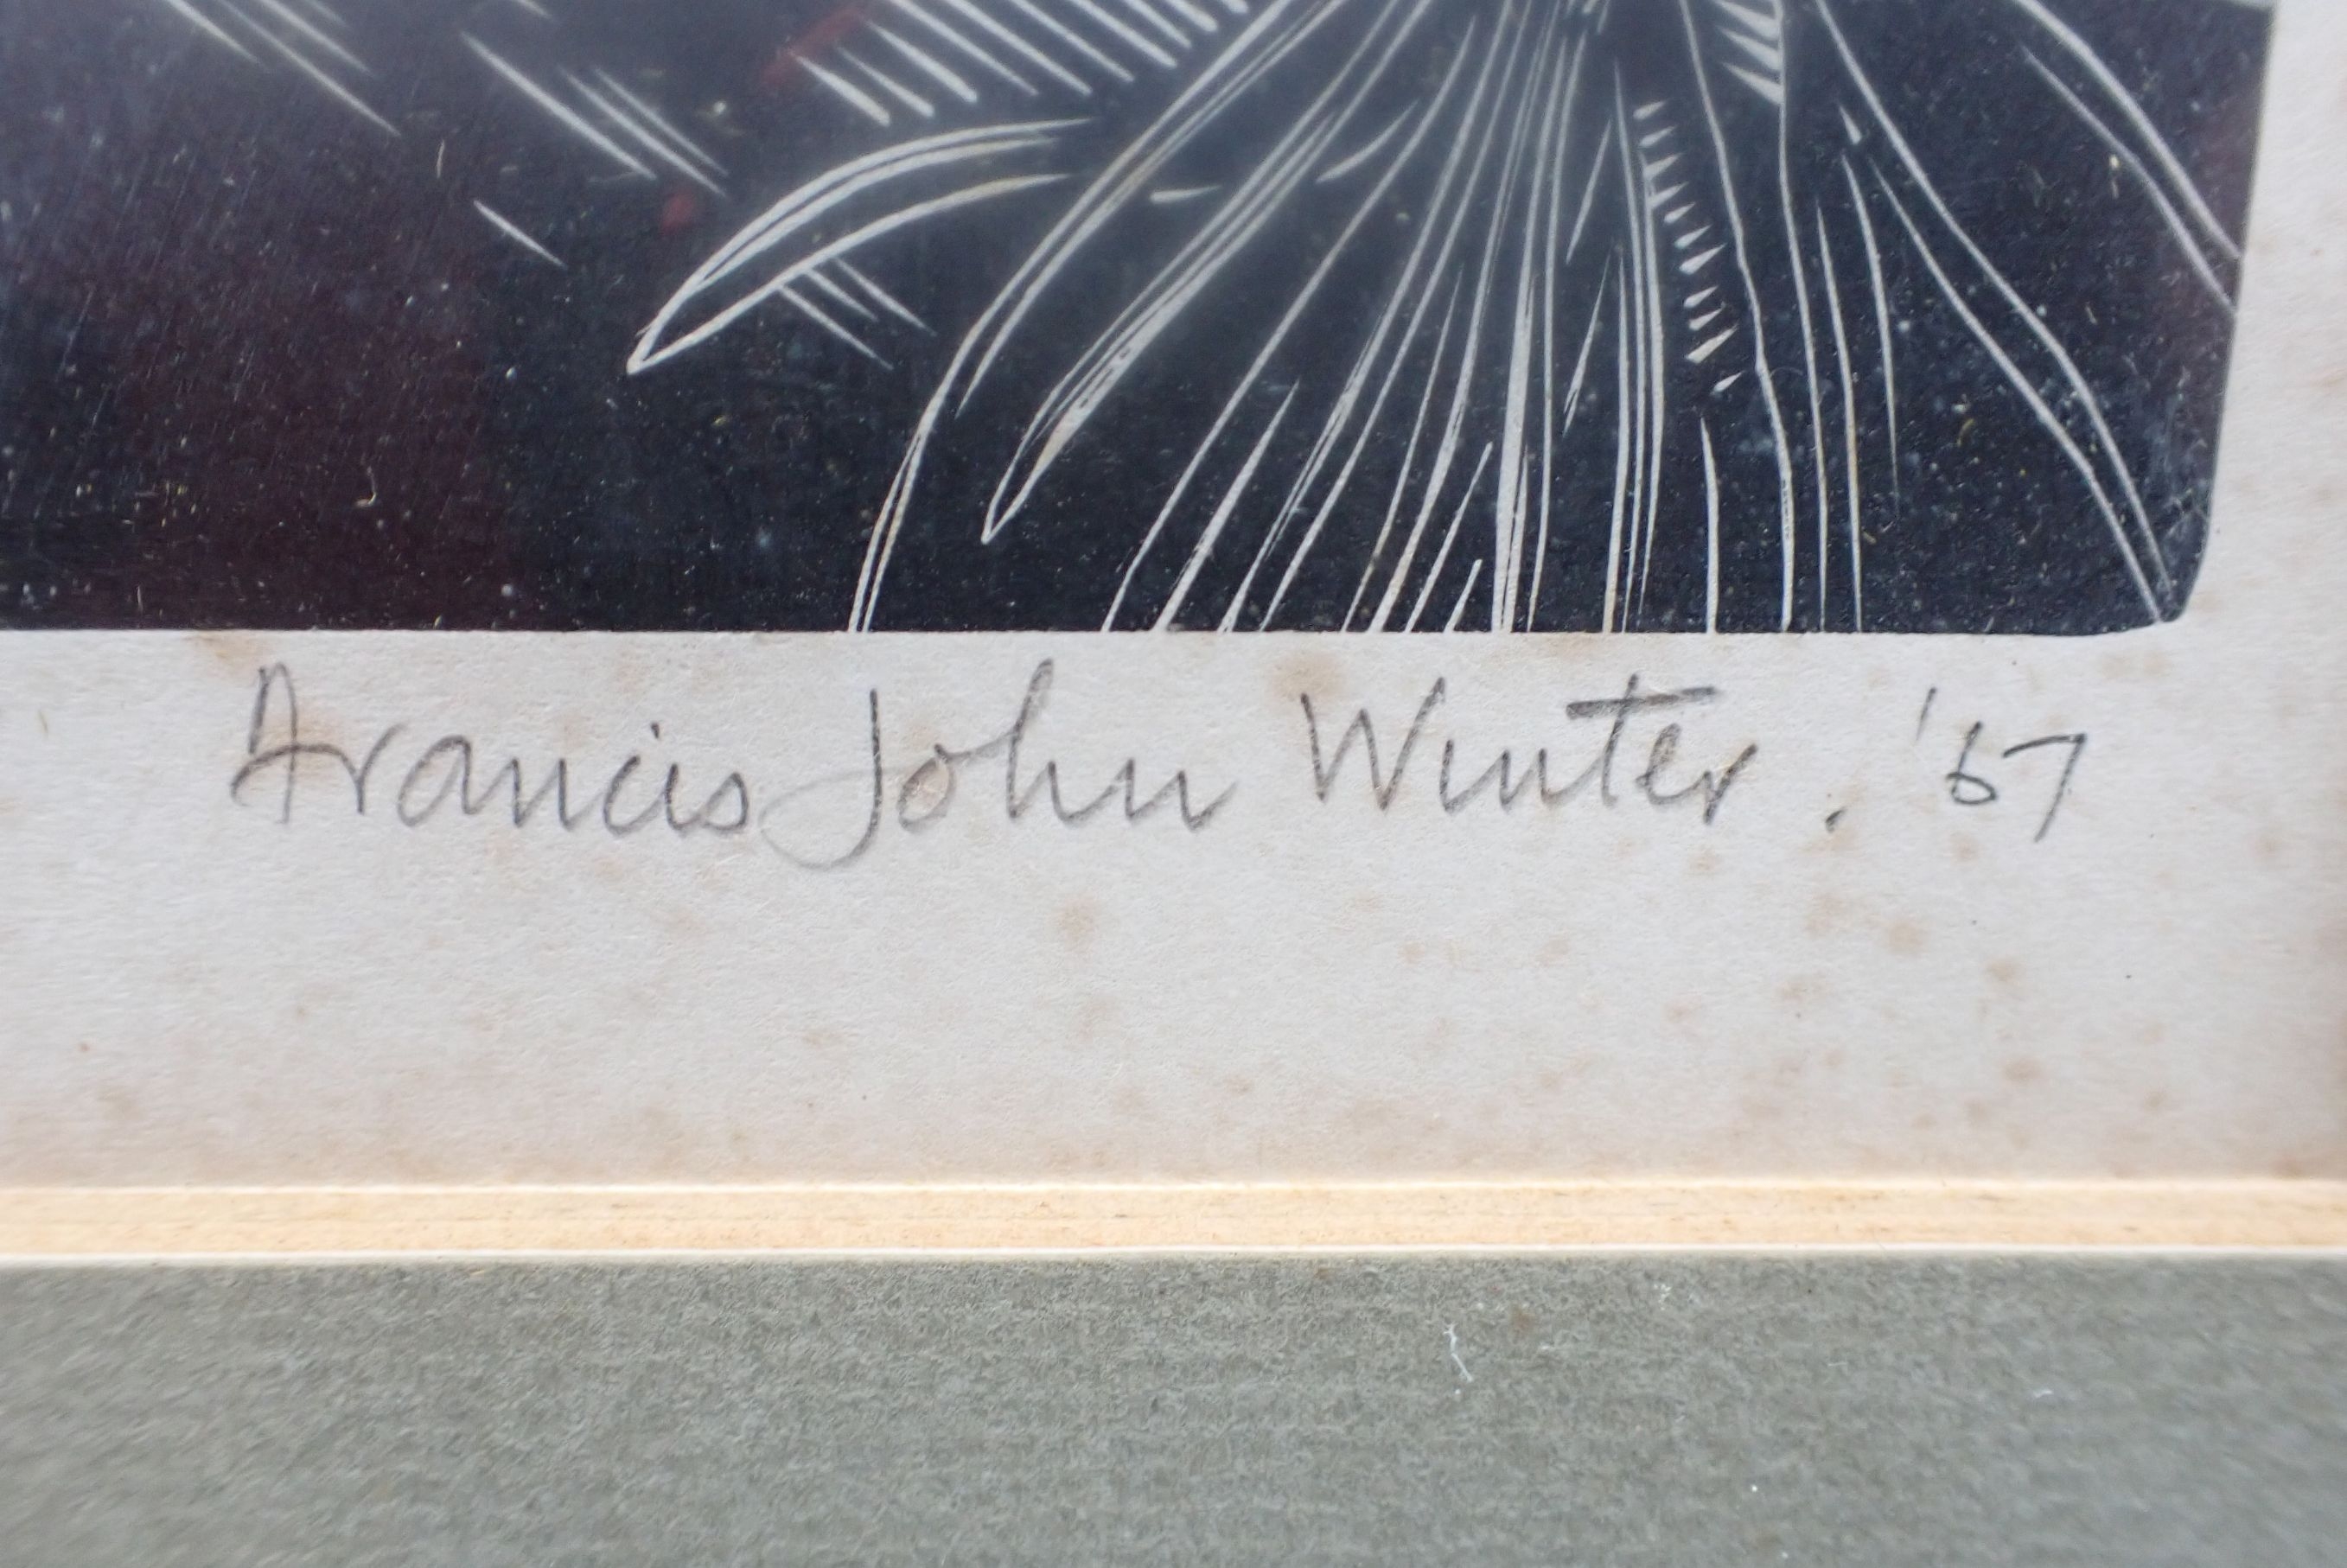 Francis John Winter. '67